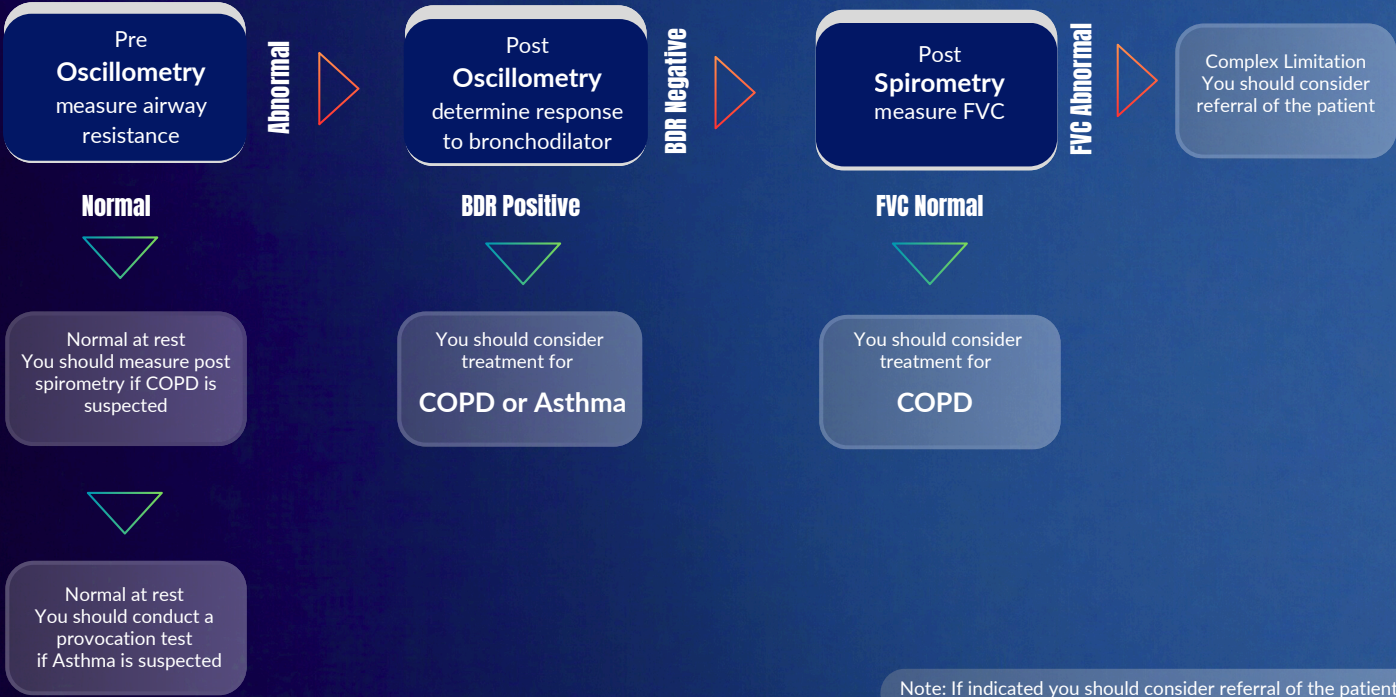 Pre
Oscillometry
measure airway
resistance
Abnormal
Post
Oscillometry
determine response
to bronchodilator
BDR Negative
Post
Spirometry
measure FVC
FVC Abnormal
Complex Limitation
You should consider
referral of the patient
Normal
BDR Positive
FVC Normal
Normal at rest
You should measure post
spirometry if COPD is
suspected
You should consider
treatment for
COPD or Asthma
You should consider
treatment for
COPD
Normal at rest
You should conduct a
provocation test
if Asthma is suspected
Note: If indicated you should consider referral of the patient